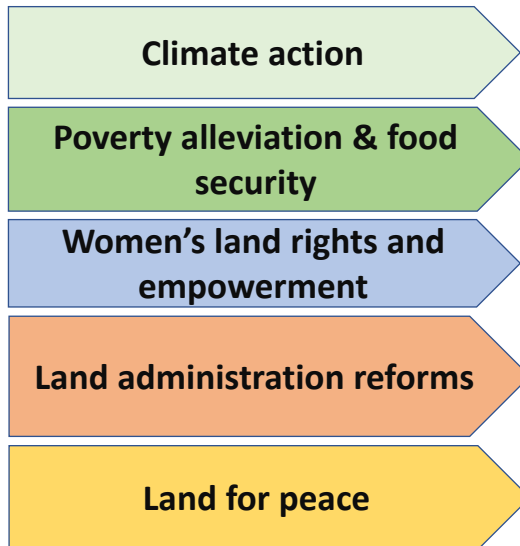 Climate action
Poverty alleviation & food
security
Women’s land rights and
empowerment
Land administration reforms
Land for peace